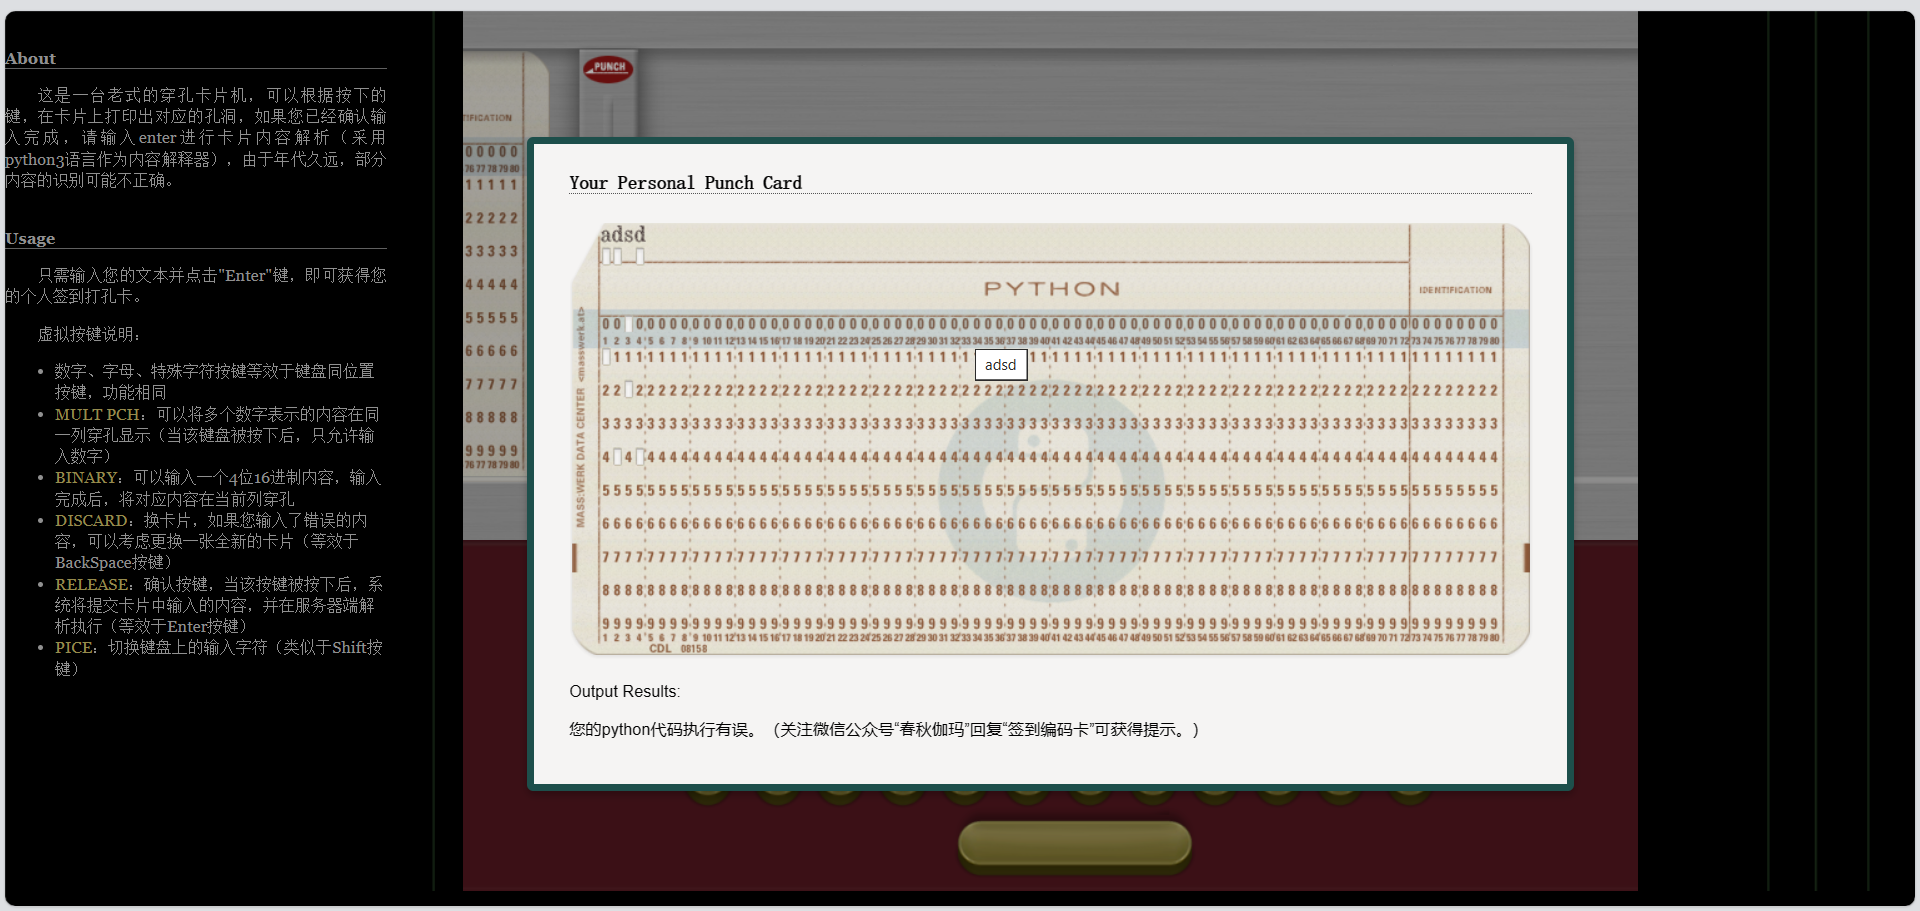 About
这是一台老式的穿孔卡片机，可以根据按下的
键，在卡片上打印出对应的孔洞，如果您已经确认输
入完成，请输入enter进行卡片内容解析（采用
python3语言作为内容解释器），由于年代久远，部分
内容的识别可能不正确。
Usage
只需输入您的文本并点击"Enter"键，即可获得您
的个人签到打孔卡。
虚拟按键说明：
数字、字母、特殊字符按键等效于键盘同位置
按键，功能相同
MULT PCH：可以将多个数字表示的内容在同
一列穿孔显示（当该键盘被按下后，只允许输
入数字）
BINARY：可以输入一个4位16进制内容，输入
完成后，将对应内容在当前列穿孔
DISCARD：换卡片，如果您输入了错误的内
容，可以考虑更换一张全新的卡片（等效于
BackSpace按键）
RELEASE：确认按键，当该按键被按下后，系
统将提交卡片中输入的内容，并在服务器端解
析执行（等效于Enter按键）
PICE：切换键盘上的输入字符（类似于Shift按
键）
PUNCH
Your Personal Punch Card
adsd
PYTHON
IDENTIFICATION
adsd
MASS:WERK DATA CENTER <masswerk.at>
CDL 08158
Output Results:
您的python代码执行有误。（关注微信公众号“春秋伽玛”回复“签到编码卡”可获得提示。）